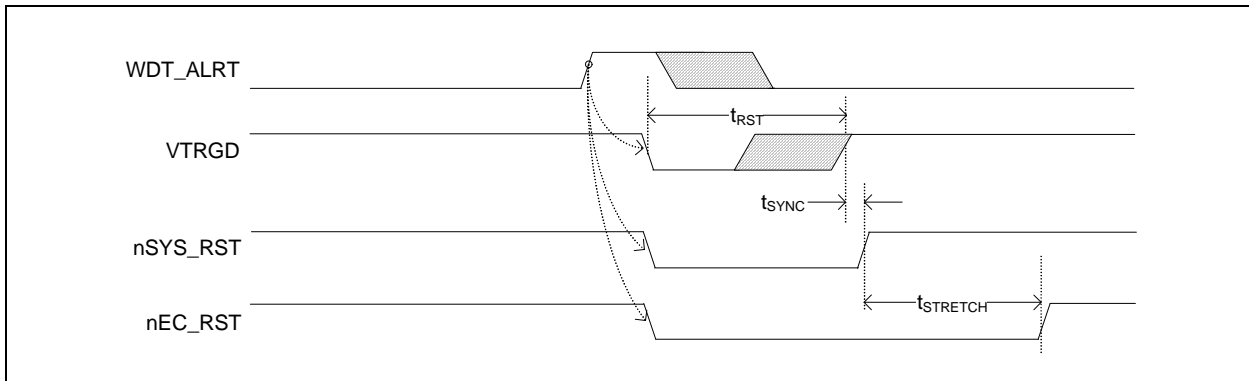 WDT_ALRT
tRST
VTRGD
tSYNC
nSYS_RST
tSTRETCH
nEC_RST